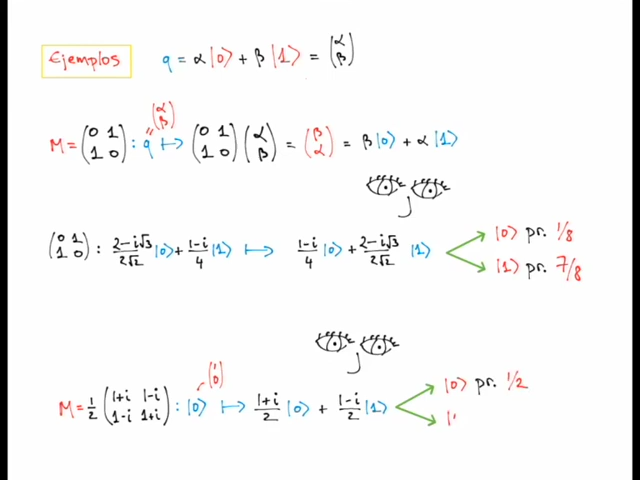 Ejemplos q = α|0⟩ + β|1⟩ = (α β)
(α β)
M = (0 1 1 0) : q ↦ (0 1 1 0)(α β) = (β α) = β|0⟩ + α|1⟩
(0 1 1 0) : 2-i√3/2√2 |0⟩ + 1-i/4 |1⟩ ↦ 1-i/4 |0⟩ + 2-i√3/2√2 |1⟩
|0⟩ pr. 1/8
|1⟩ pr. 7/8
M = 1/2 (1+i 1-i 1-i 1+i) : |0⟩ ↦ 1+i/2 |0⟩ + 1-i/2 |1⟩
|0⟩ pr. 1/2